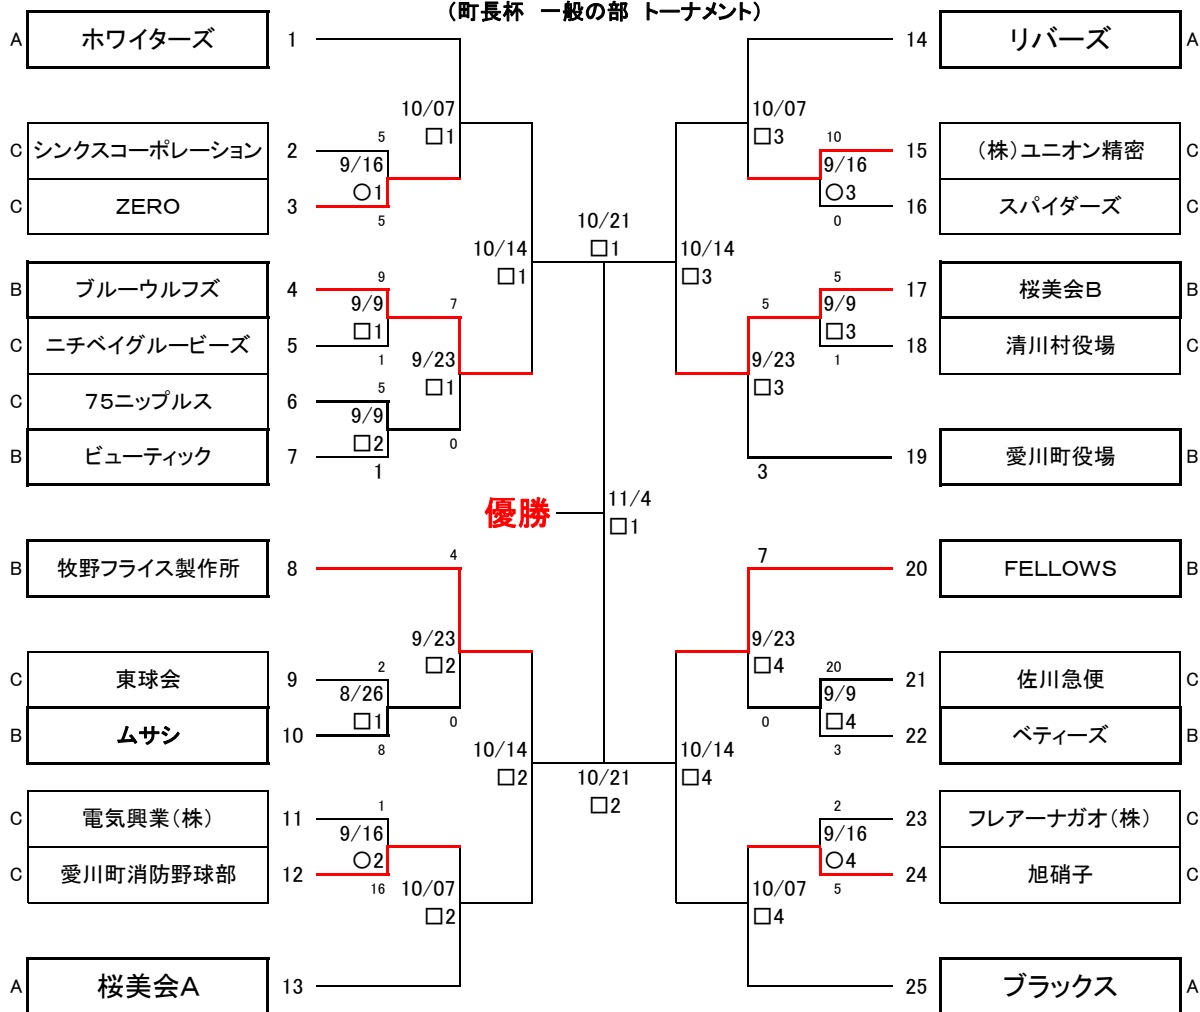 (町長杯　一般の部　トーナメント)
A ホワイターズ 1
14 リバーズ A
10/07
□1
10/07
□3
C シンクスコーポレーション 2
5
9/16
○1
C ZERO 3
5
10
15 (株)ユニオン精密 C
9/16
○3
16 スパイダーズ C
0
10/21
□1
10/14
□1
10/14
□3
B ブルーウルフズ 4
9
9/9
□1
C ニチベイグルービーズ 5
1
7
9/23
□1
C 75ニップルス 6
5
9/9
□2
B ビューティック 7
1
0
5
17 桜美会B B
9/9
□3
18 清川村役場 C
1
5
9/23
□3
19 愛川町役場 B
3
優勝
11/4
□1
B 牧野フライス製作所 8
4
7
20 FELLOWS B
9/23
□2
9/23
□4
C 東球会 9
2
8/26
□1
B ムサシ 10
8
0
20
21 佐川急便 C
9/9
□4
22 ベティーズ B
3
0
10/14
□2
10/21
□2
10/14
□4
C 電気興業(株) 11
1
9/16
○2
C 愛川町消防野球部 12
16
2
23 フレアーナガオ(株) C
9/16
○4
24 旭硝子 C
5
10/07
□2
10/07
□4
A 桜美会A 13
25 ブラックス A